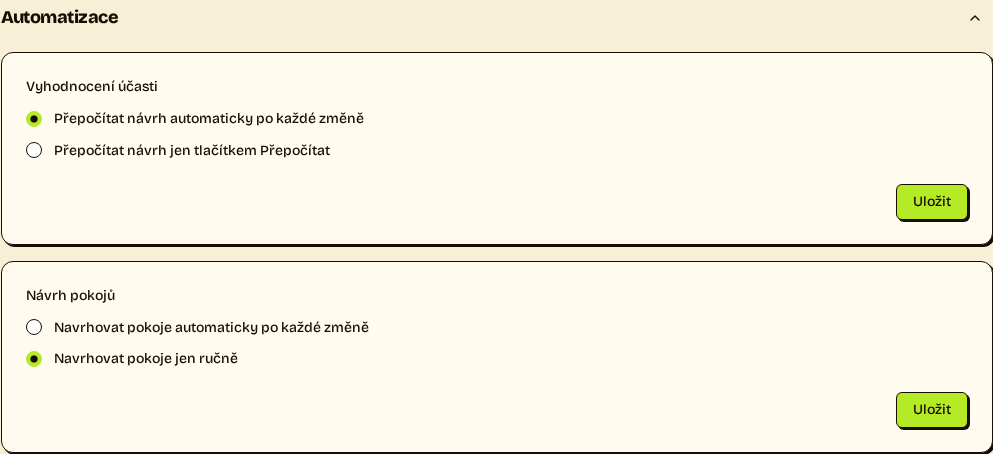 Automatizace
Vyhodnocení účasti
Přepočítat návrh automaticky po každé změně
Přepočítat návrh jen tlačítkem Přepočítat
Uložit
Návrh pokojů
Navrhovat pokoje automaticky po každé změně
Navrhovat pokoje jen ručně
Uložit